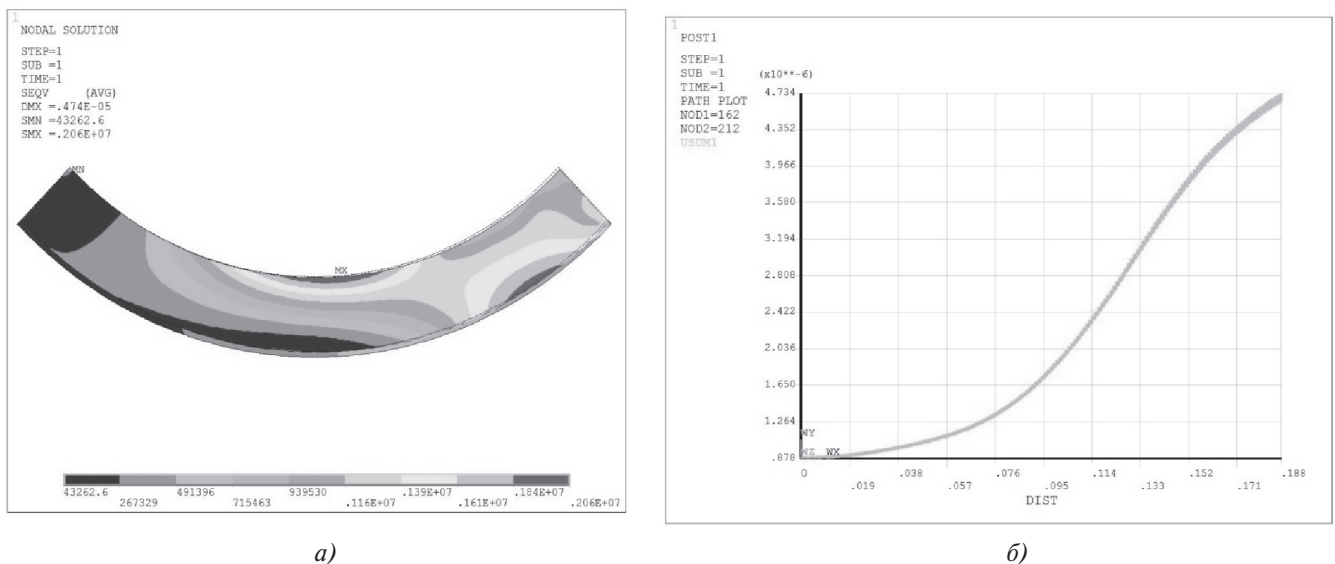 1
NODAL SOLUTION
STEP=1
SUB =1
TIME=1
SEQV (AVG)
DMX =.474E-05
SMN =43262.6
SMX =.206E+07
MN
MX
43262.6 491396 939530 .139E+07 .184E+07
267329 715463 .116E+07 .161E+07 .206E+07
а)
1
POST1
STEP=1
SUB =1
TIME=1
PATH PLOT
NOD1=162
NOD2=212
USUM1
(x10**-6)
4.734
4.352
3.966
3.580
3.194
2.808
2.422
2.036
1.650
1.264
.878
WY
WX
0 .038 .076 .114 .152 .188
.019 .057 .095 .133 .171
DIST
б)